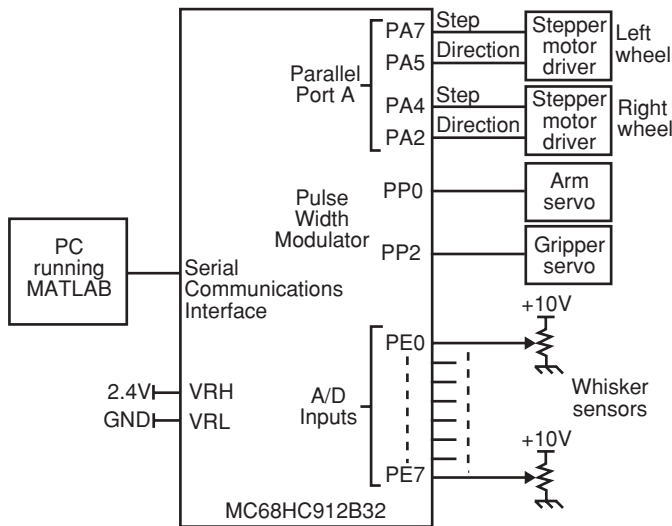 PC
running
MATLAB
Serial
Communications
Interface
2.4V
VRH
GND
VRL
Parallel
Port A
PA7
PA5
PA4
PA2
Step
Direction
Step
Direction
Stepper
motor
driver
Left
wheel
Stepper
motor
driver
Right
wheel
Pulse
Width
Modulator
PP0
PP2
Arm
servo
Gripper
servo
A/D
Inputs
PE0
PE7
+10V
Whisker
sensors
+10V
MC68HC912B32